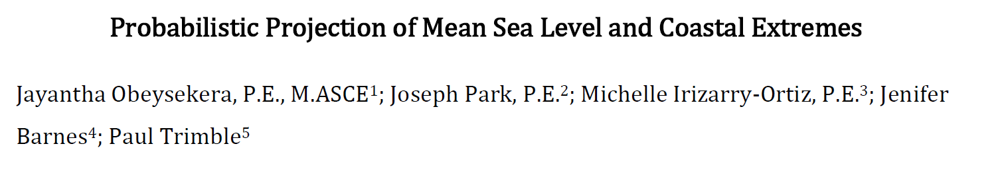 Probabilistic Projection of Mean Sea Level and Coastal Extremes
Jayantha Obeysekera, P.E., M.ASCE¹; Joseph Park, P.E.²; Michelle Irizarry-Ortiz, P.E.³; Jenifer
Barnes⁴; Paul Trimble⁵